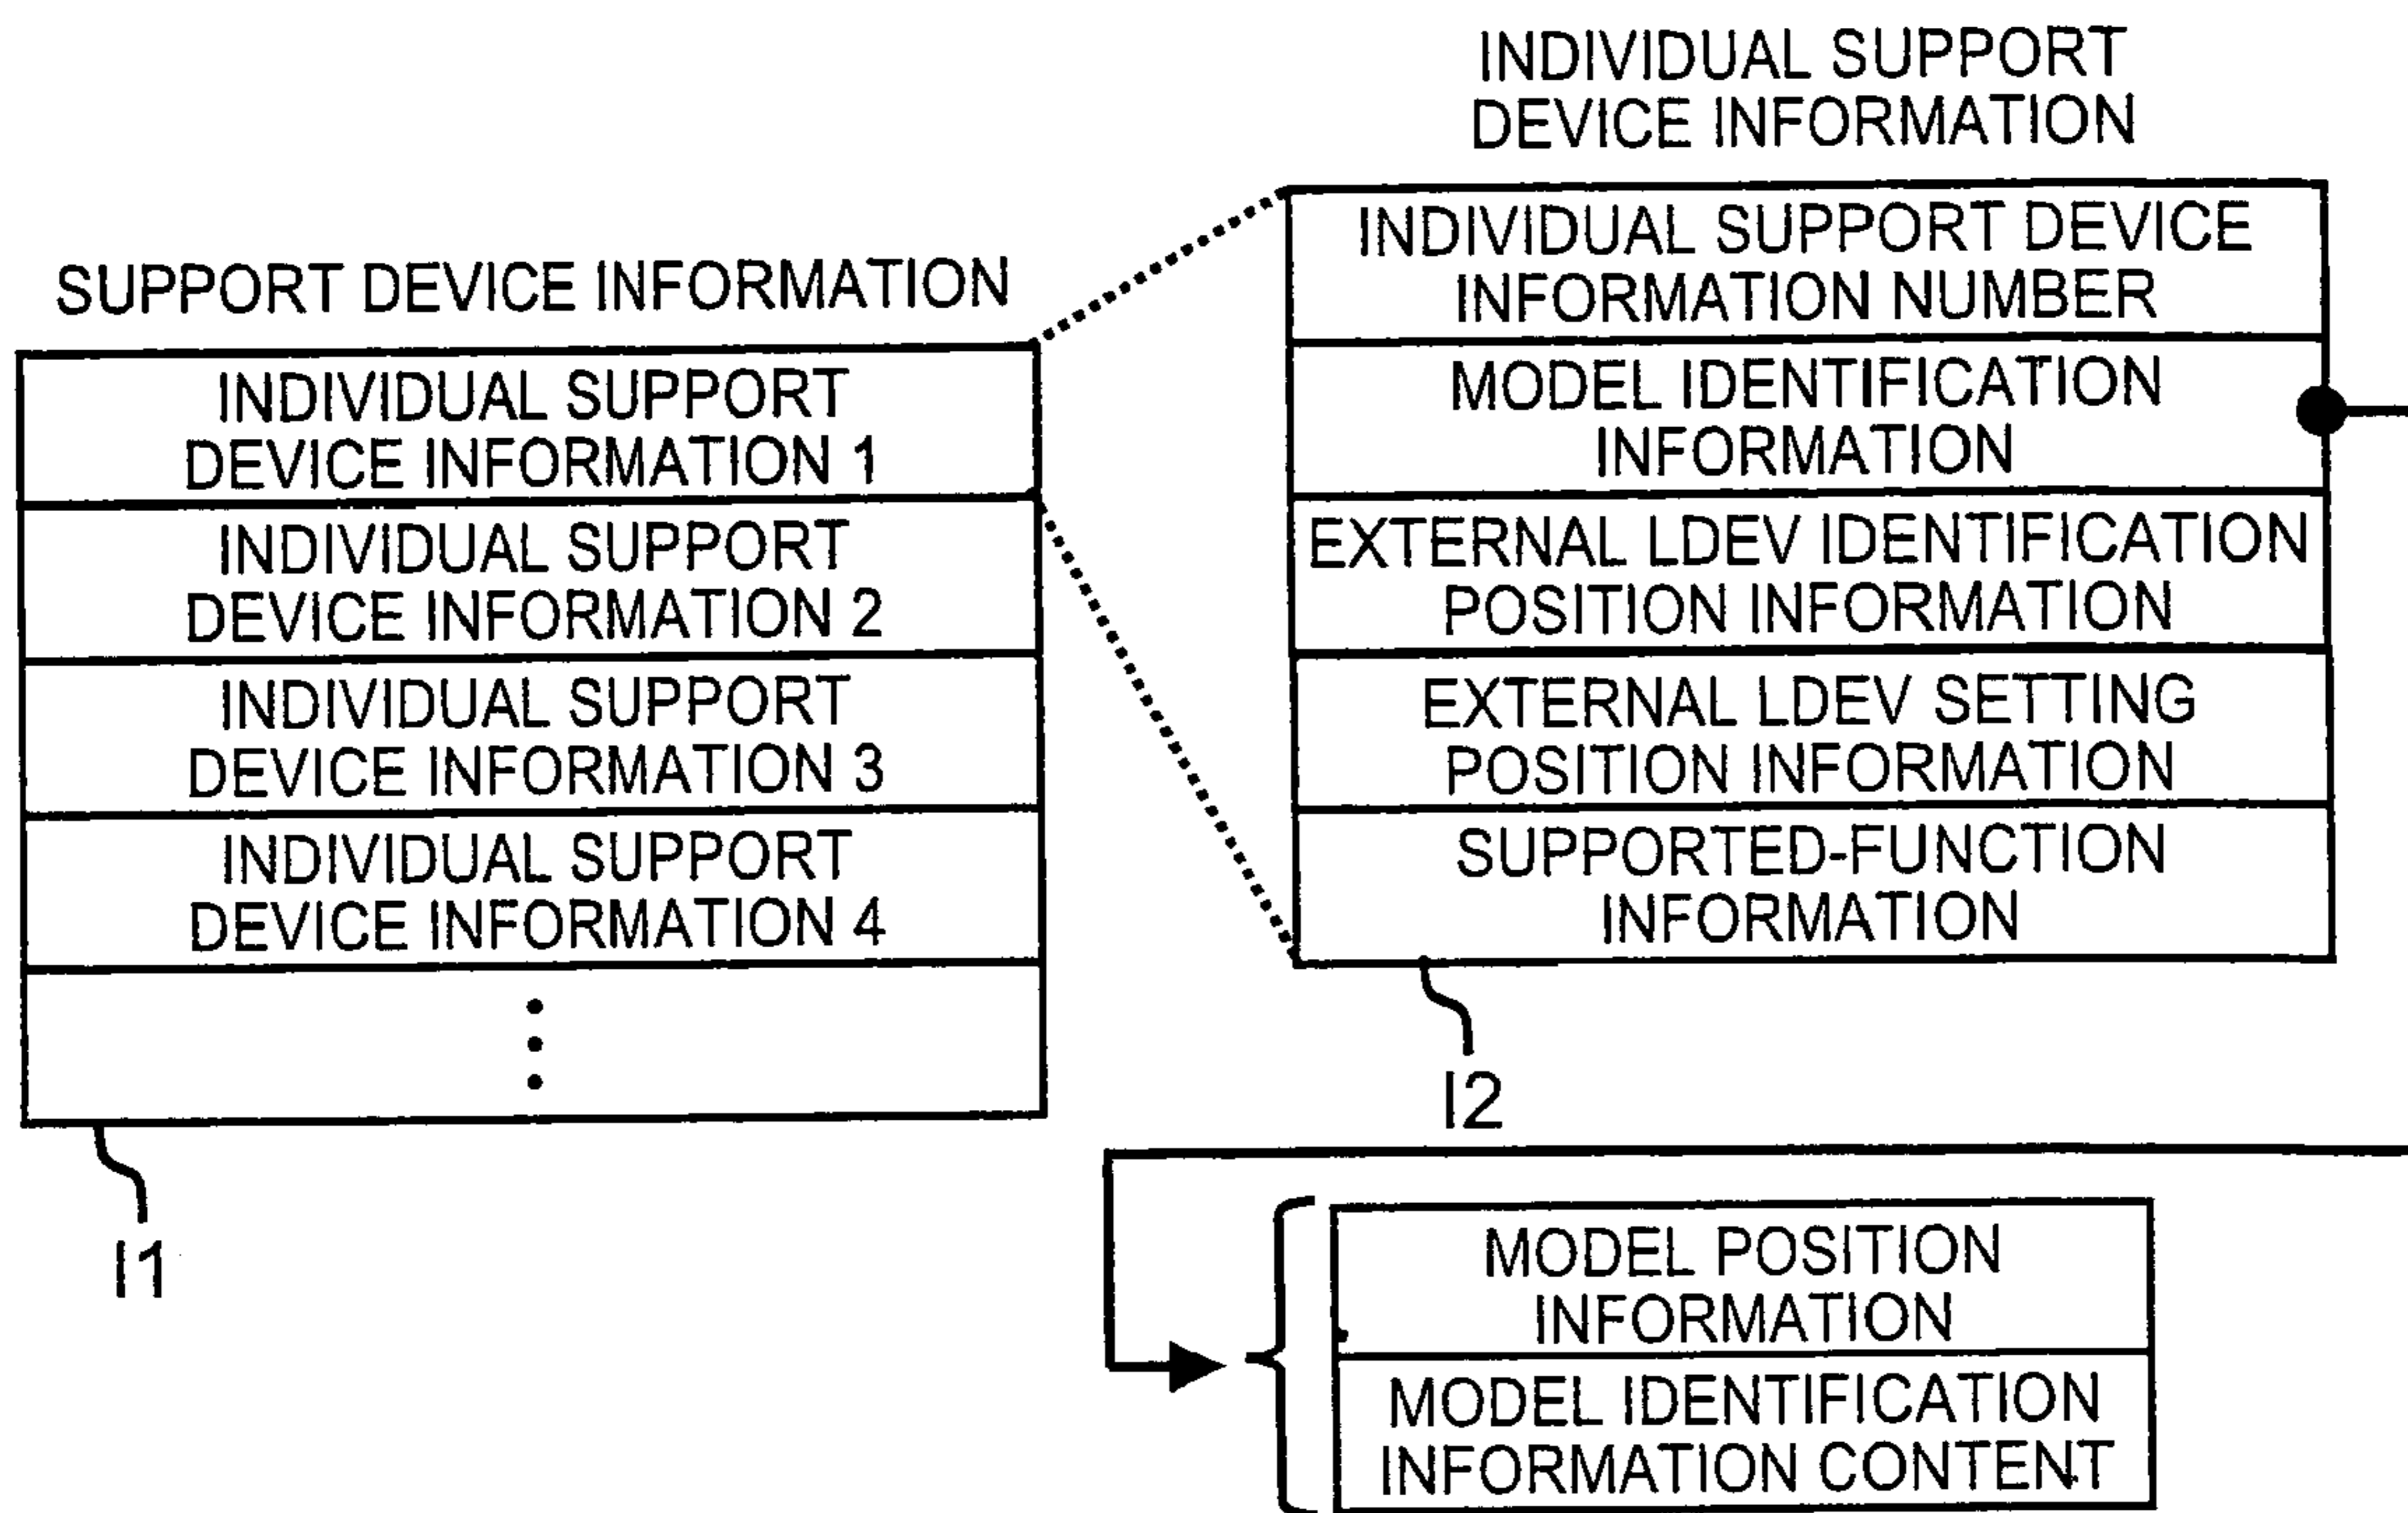 SUPPORT DEVICE INFORMATION
INDIVIDUAL SUPPORT
DEVICE INFORMATION 1
INDIVIDUAL SUPPORT
DEVICE INFORMATION 2
INDIVIDUAL SUPPORT
DEVICE INFORMATION 3
INDIVIDUAL SUPPORT
DEVICE INFORMATION 4
I1
INDIVIDUAL SUPPORT
DEVICE INFORMATION
INDIVIDUAL SUPPORT DEVICE
INFORMATION NUMBER
MODEL IDENTIFICATION
INFORMATION
EXTERNAL LDEV IDENTIFICATION
POSITION INFORMATION
EXTERNAL LDEV SETTING
POSITION INFORMATION
SUPPORTED-FUNCTION
INFORMATION
I2
MODEL POSITION
INFORMATION
MODEL IDENTIFICATION
INFORMATION CONTENT